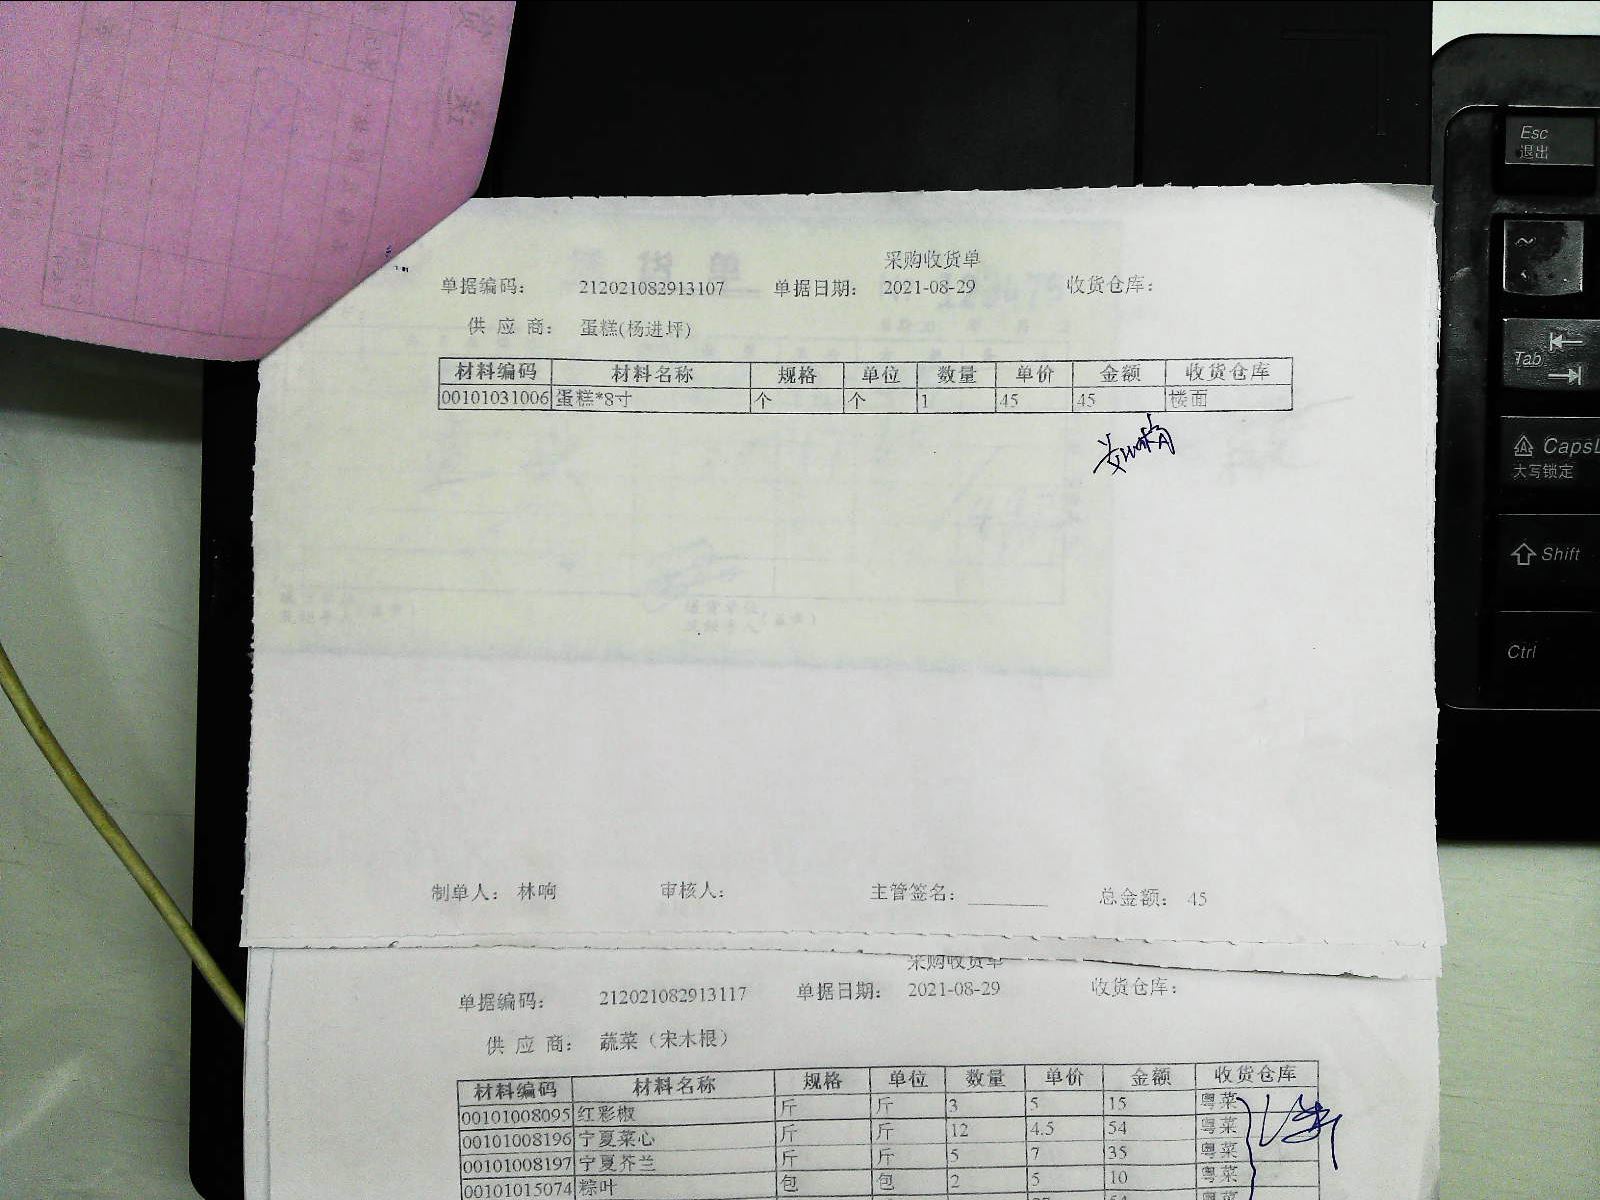 采购收货单
单据编码： 212021082913107 单据日期： 2021-08-29 收货仓库：
供 应 商： 蛋糕(杨进坪)
材料编码 材料名称 规格 单位 数量 单价 金额 收货仓库
00101031006 蛋糕*8寸 个 个 1 45 45 楼面
制单人： 林响 审核人： 主管签名： 总金额： 45
采购收货单
单据编码： 212021082913117 单据日期： 2021-08-29 收货仓库：
供 应 商： 蔬菜（宋木根）
材料编码 材料名称 规格 单位 数量 单价 金额 收货仓库
00101008095 红彩椒 斤 斤 3 5 15 粤菜
00101008196 宁夏菜心 斤 斤 12 4.5 54 粤菜
00101008197 宁夏芥兰 斤 斤 5 7 35 粤菜
00101015074 粽叶 包 包 2 5 10 粤菜
Esc
退出
~
Tab
CapsL
大写锁定
Shift
Ctrl